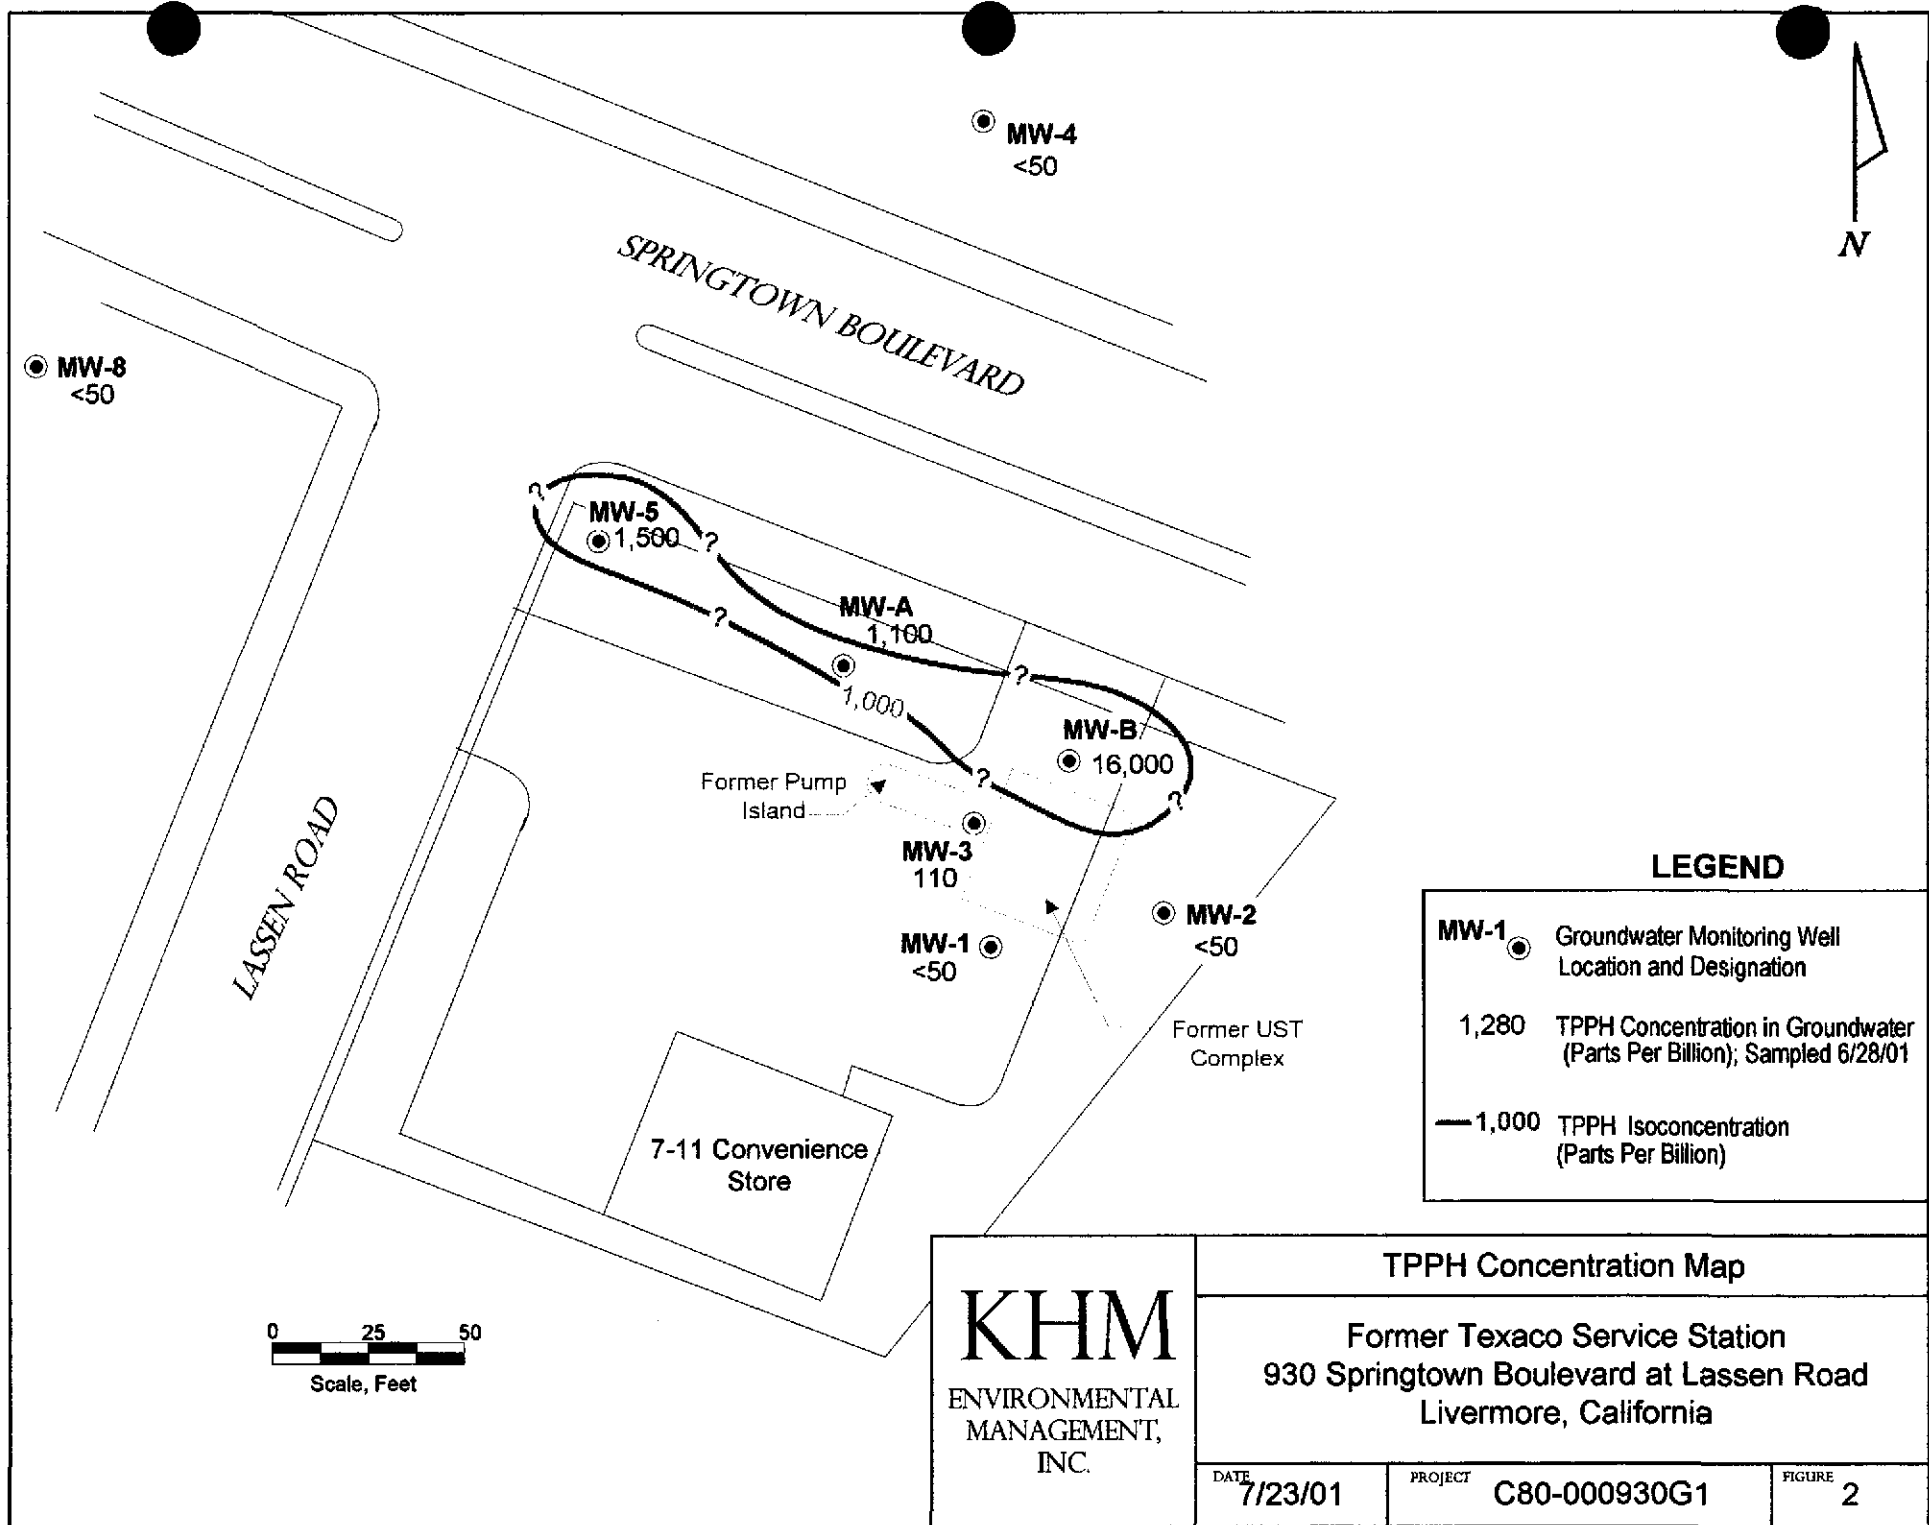 MW-4
<50
N
SPRINGTOWN BOULEVARD
MW-8
<50
?
MW-5
1,500
?
?
MW-A
1,100
1,000
?
MW-B
16,000
?
?
Former Pump
Island
MW-3
110
MW-2
<50
MW-1
<50
LASSEN ROAD
Former UST
Complex
7-11 Convenience
Store
0 25 50
Scale, Feet
LEGEND
MW-1
Groundwater Monitoring Well
Location and Designation
1,280
TPPH Concentration in Groundwater
(Parts Per Billion); Sampled 6/28/01
1,000
TPPH Isoconcentration
(Parts Per Billion)
KHM
ENVIRONMENTAL
MANAGEMENT,
INC.
TPPH Concentration Map
Former Texaco Service Station
930 Springtown Boulevard at Lassen Road
Livermore, California
DATE
7/23/01
PROJECT
C80-000930G1
FIGURE
2